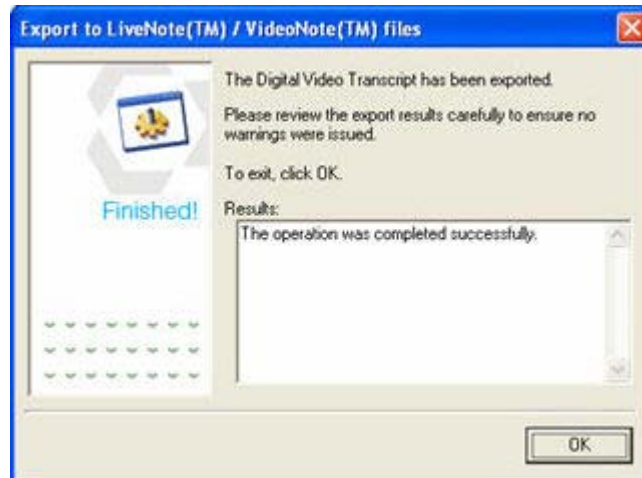 Export to LiveNote(TM) / VideoNote(TM) files
The Digital Video Transcript has been exported.
Please review the export results carefully to ensure no
warnings were issued.
To exit, click OK.
Finished!
Results:
The operation was completed successfully.
OK